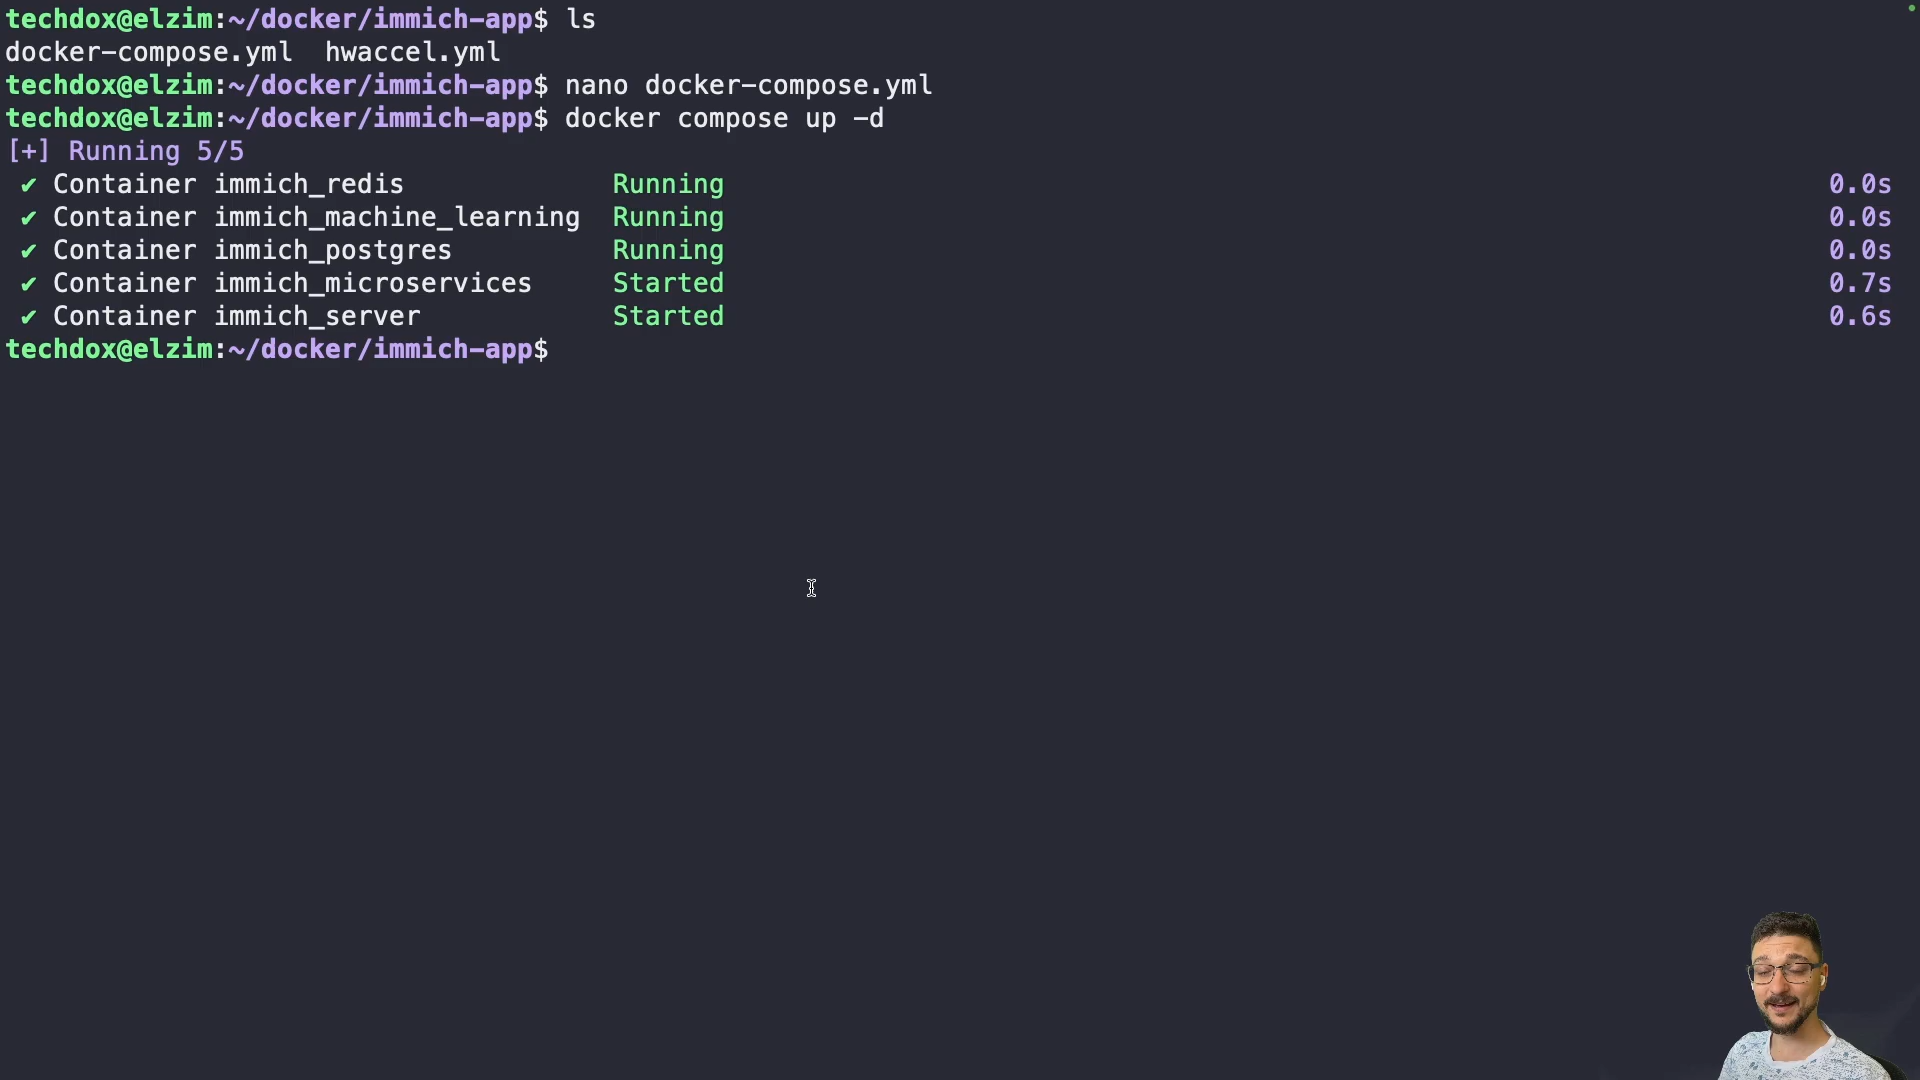 techdox@elzim:~/docker/immich-app$ ls
docker-compose.yml  hwaccel.yml
techdox@elzim:~/docker/immich-app$ nano docker-compose.yml
techdox@elzim:~/docker/immich-app$ docker compose up -d
[+] Running 5/5
✔ Container immich_redis Running 0.0s
✔ Container immich_machine_learning Running 0.0s
✔ Container immich_postgres Running 0.0s
✔ Container immich_microservices Started 0.7s
✔ Container immich_server Started 0.6s
techdox@elzim:~/docker/immich-app$